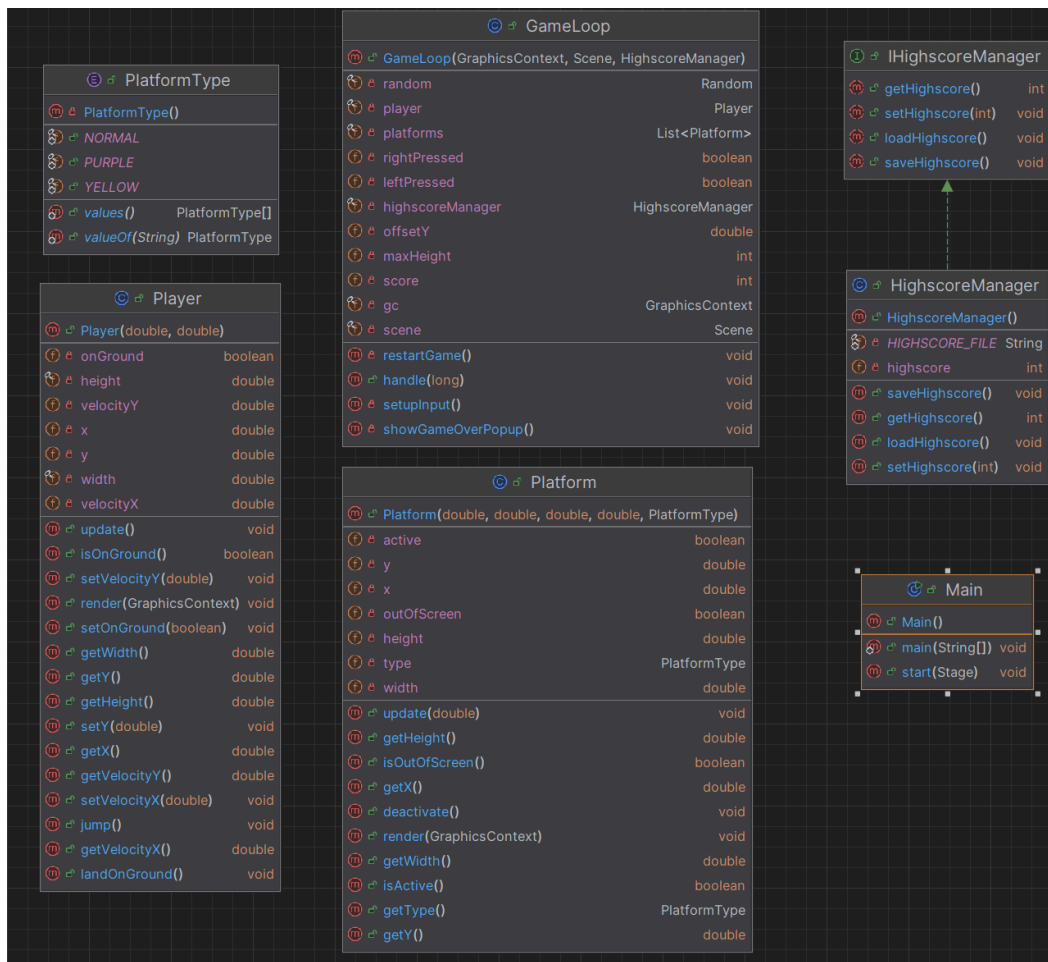 PlatformType
PlatformType()
NORMAL
PURPLE
YELLOW
values() PlatformType[]
valueOf(String) PlatformType
Player
Player(double, double)
onGround boolean
height double
velocityY double
x double
y double
width double
velocityX double
update() void
isOnGround() boolean
setVelocityY(double) void
render(GraphicsContext) void
setOnGround(boolean) void
getWidth() double
getY() double
getHeight() double
setY(double) void
getX() double
getVelocityY() double
setVelocityX(double) void
jump() void
getVelocityX() double
landOnGround() void
GameLoop
GameLoop(GraphicsContext, Scene, HighscoreManager)
random Random
player Player
platforms List<Platform>
rightPressed boolean
leftPressed boolean
highscoreManager HighscoreManager
offsetY double
maxHeight int
score int
gc GraphicsContext
scene Scene
restartGame() void
handle(long) void
setupInput() void
showGameOverPopup() void
Platform
Platform(double, double, double, double, PlatformType)
active boolean
y double
x double
outOfScreen boolean
height double
type PlatformType
width double
update(double) void
getHeight() double
isOutOfScreen() boolean
getX() double
deactivate() void
render(GraphicsContext) void
getWidth() double
isActive() boolean
getType() PlatformType
getY() double
IHighscoreManager
getHighscore() int
setHighscore(int) void
loadHighscore() void
saveHighscore() void
HighscoreManager
HighscoreManager()
HIGHSCORE_FILE String
highscore int
saveHighscore() void
getHighscore() int
loadHighscore() void
setHighscore(int) void
Main
Main()
main(String[]) void
start(Stage) void